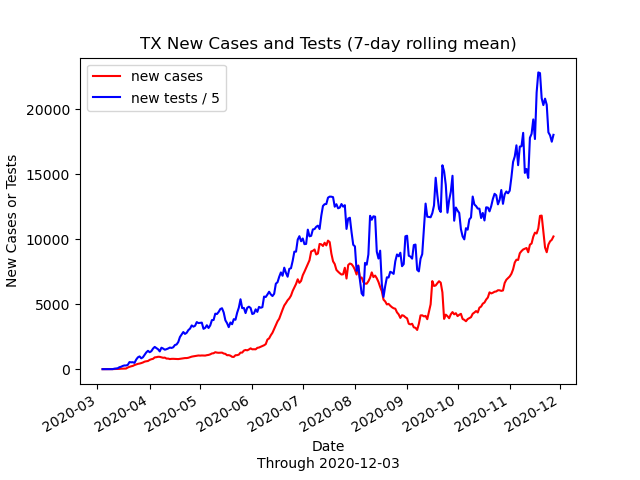 TX New Cases and Tests (7-day rolling mean)
new cases
new tests / 5
New Cases or Tests
20000
15000
10000
5000
0
2020-03
2020-04
2020-05
2020-06
2020-07
2020-08
2020-09
2020-10
2020-11
2020-12
Date
Through 2020-12-03